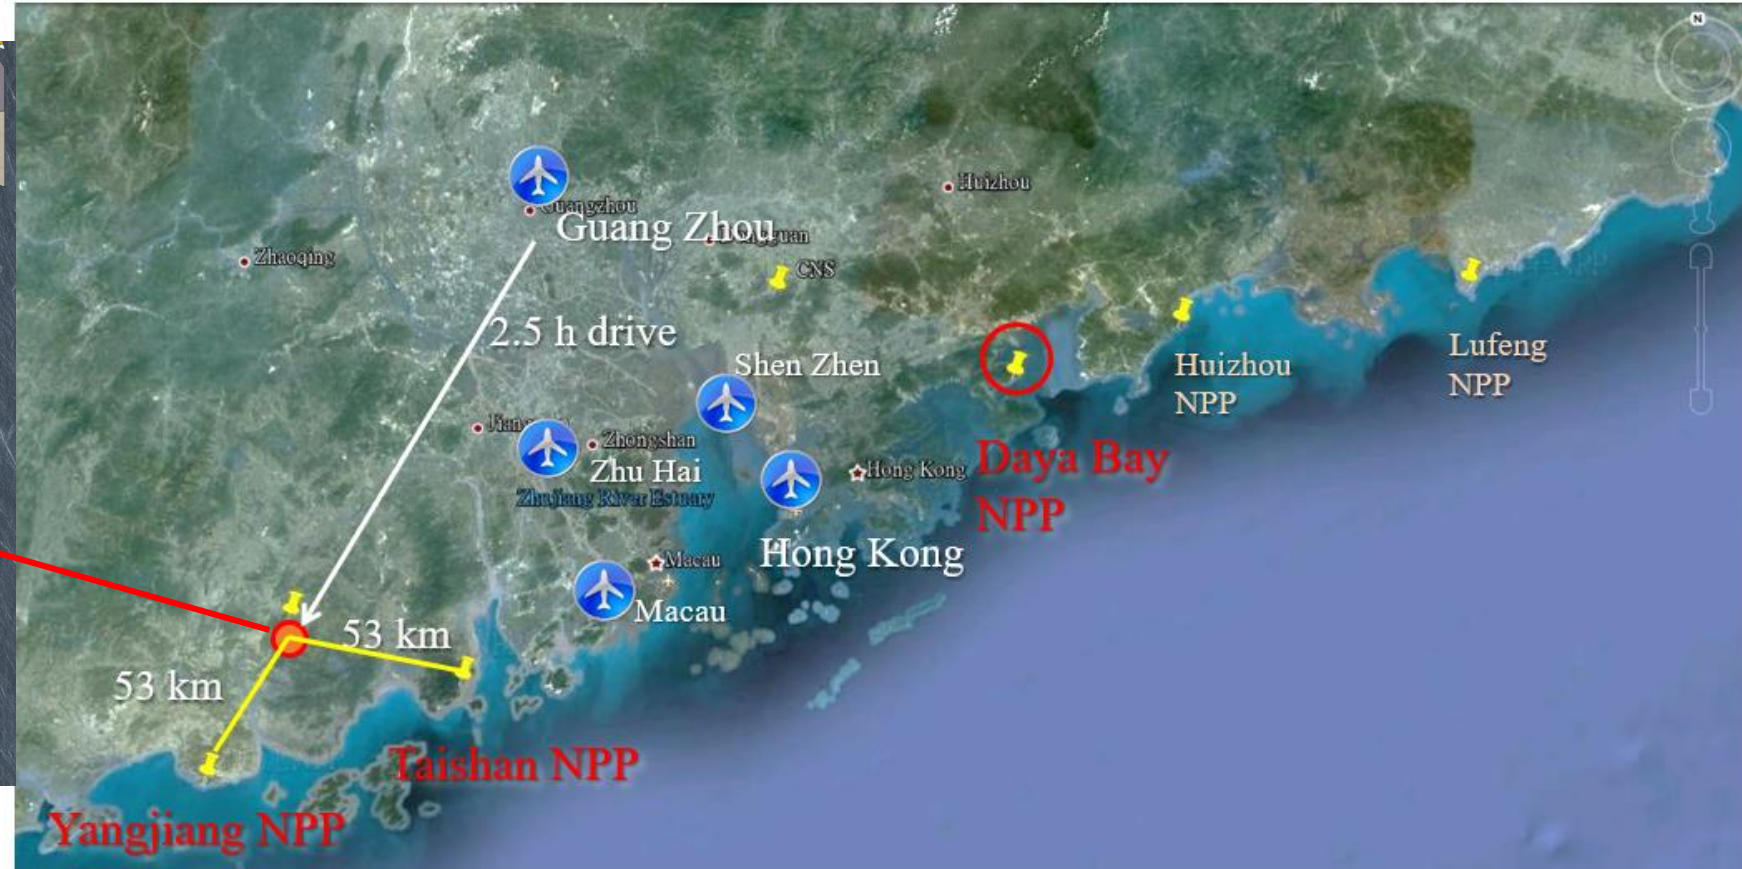 N
Huizhou
Guangzhou
Guang Zhou
Zhaoqing
CNS
2.5 h drive
Shen Zhen
Huizhou
NPP
Lufeng
NPP
Zhongshan
Zhu Hai
Zhujiang River Estuary
Hong Kong
Daya Bay
NPP
Hong Kong
Macau
Macau
53 km
53 km
Taishan NPP
Yangjiang NPP